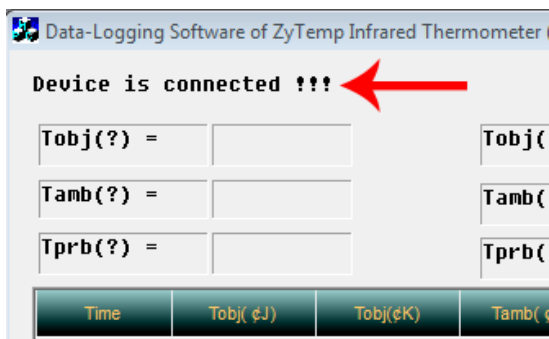 Data-Logging Software of ZyTemp Infrared Thermometer (
Device is connected !!!
Tobj(?) = Tobj(
Tamb(?) = Tamb(
Tprb(?) = Tprb(
Time Tobj( ¢J) Tobj(¢K) Tamb( ¢